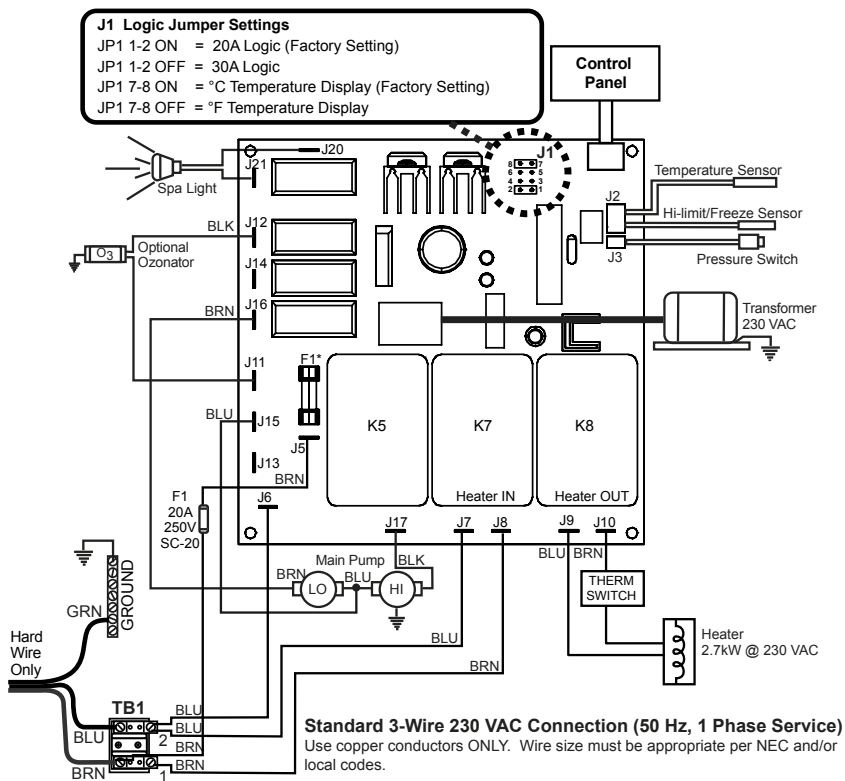 J1 Logic Jumper Settings
JP1 1-2 ON = 20A Logic (Factory Setting)
JP1 1-2 OFF = 30A Logic
JP1 7-8 ON = °C Temperature Display (Factory Setting)
JP1 7-8 OFF = °F Temperature Display
Control
Panel
J1
8 7
6 5
4 3
2 1
J20
J21
Spa Light
Temperature Sensor
J2
Hi-limit/Freeze Sensor
J3
Pressure Switch
BLK
J12
O3
Optional
Ozonator
J14
BRN
J16
Transformer
230 VAC
J11
F1*
BLU
J15
J5
K5
K7
K8
J13
BRN
F1
20A
250V
SC-20
J6
Heater IN
Heater OUT
J17
J7
J8
J9
J10
BLU
BRN
Main Pump
BLK
BRN
LO
BLU
HI
THERM
SWITCH
GROUND
GRN
Hard
Wire
Only
BLU
BRN
Heater
2.7kW @ 230 VAC
TB1
BLU
BLU
BLU
2
BRN
BRN
1
BRN
Standard 3-Wire 230 VAC Connection (50 Hz, 1 Phase Service)
Use copper conductors ONLY. Wire size must be appropriate per NEC and/or
local codes.